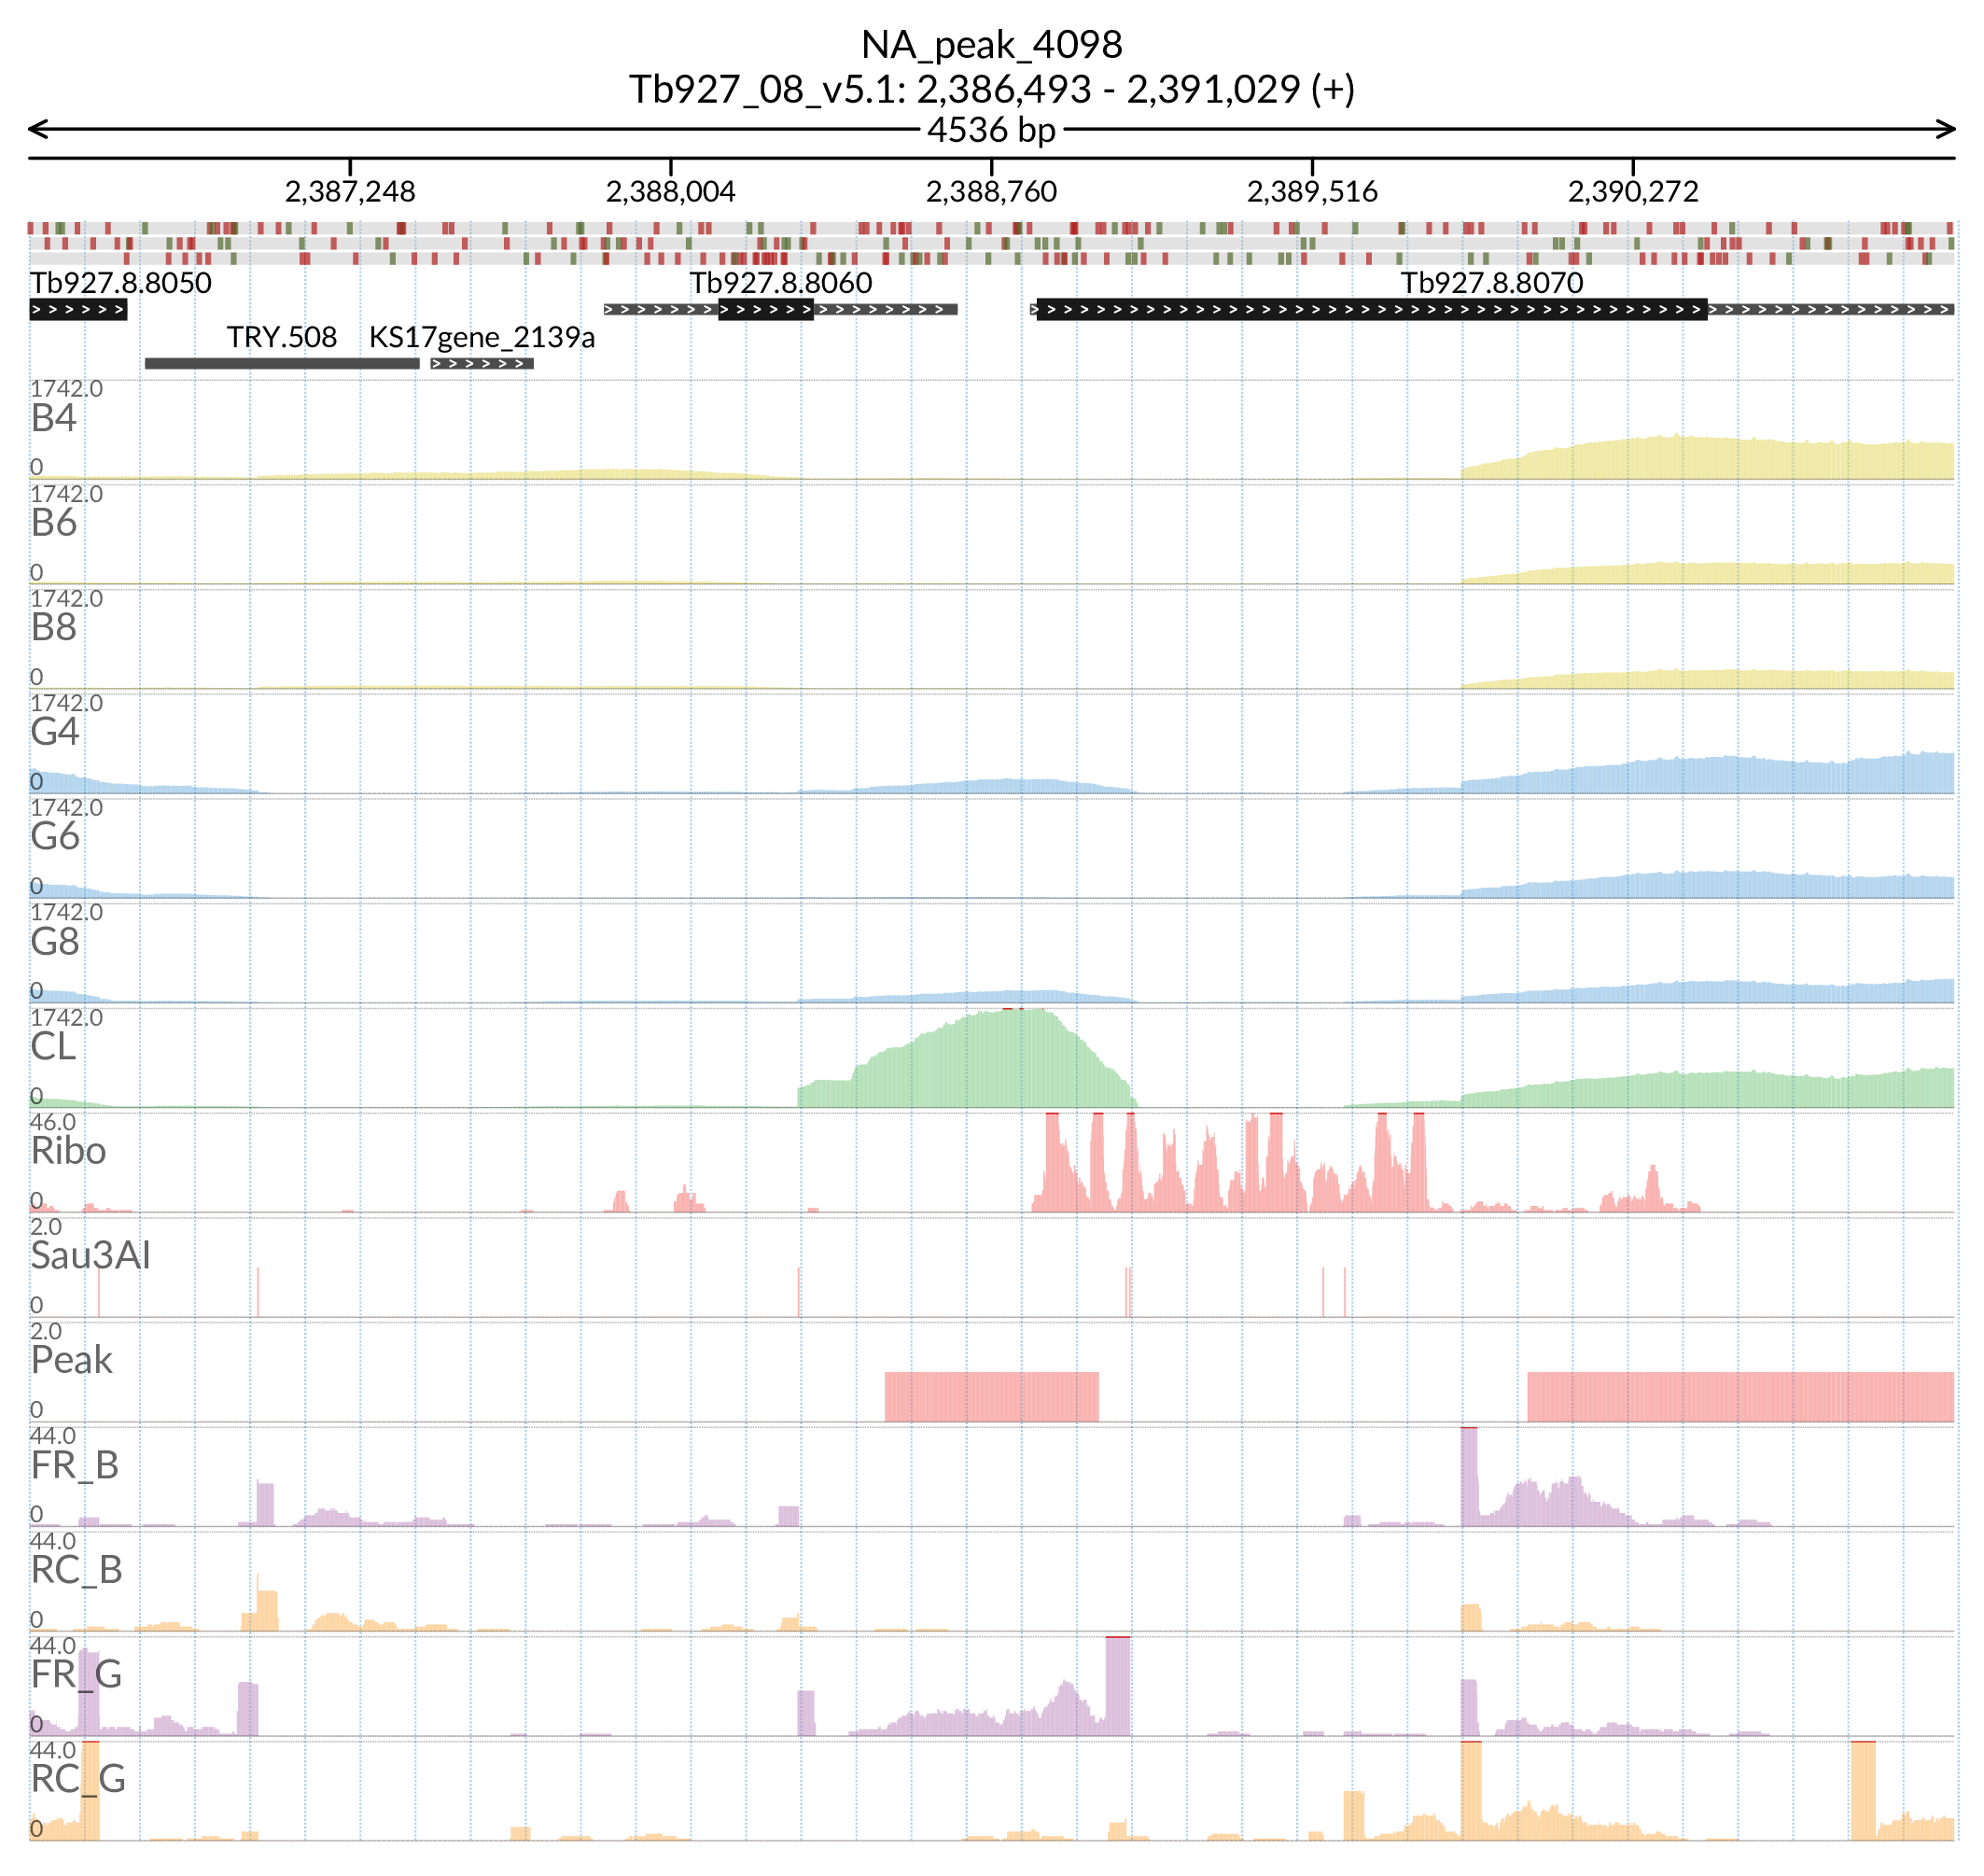 NA_peak_4098
Tb927_08_v5.1: 2,386,493 - 2,391,029 (+)
4536 bp
2,387,248 2,388,004 2,388,760 2,389,516 2,390,272
Tb927.8.8050 Tb927.8.8060 Tb927.8.8070
TRY.508 KS17gene_2139a
1742.0
B4
0
1742.0
B6
0
1742.0
B8
0
1742.0
G4
0
1742.0
G6
0
1742.0
G8
0
1742.0
CL
0
46.0
Ribo
0
2.0
Sau3AI
0
2.0
Peak
0
44.0
FR_B
0
44.0
RC_B
0
44.0
FR_G
0
44.0
RC_G
0